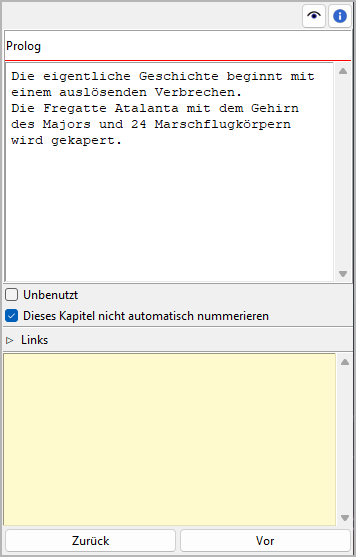 Prolog
Die eigentliche Geschichte beginnt mit
einem auslösenden Verbrechen.
Die Fregatte Atalanta mit dem Gehirn
des Majors und 24 Marschflugkörpern
wird gekapert.
Unbenutzt
Dieses Kapitel nicht automatisch nummerieren
Links
Zurück
Vor